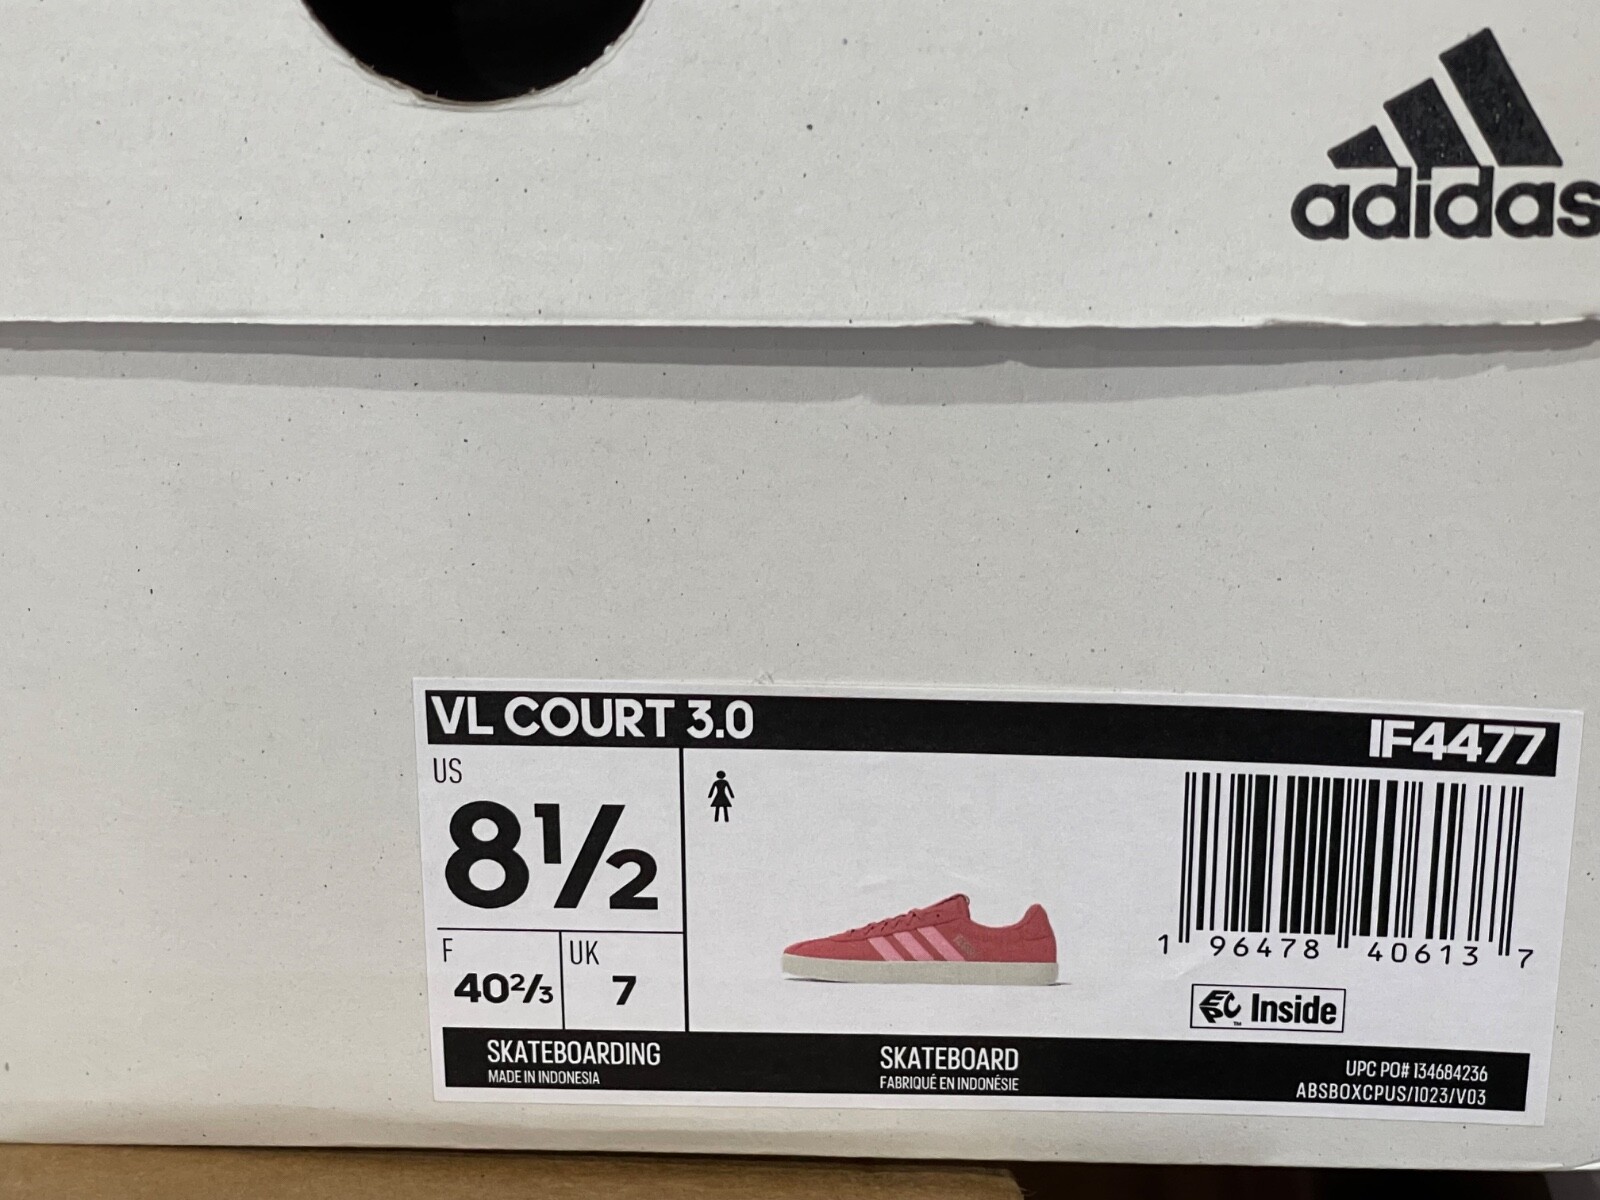 adidas
VL COURT 3.0
IF4477
US
8½
F
40⅔
UK
7
1 96478 40613 7
EPC Inside
SKATEBOARDING
MADE IN INDONESIA
SKATEBOARD
FABRIQUÉ EN INDONÉSIE
UPC PO# 134684236
ABSBOXCPUS/1023/V03